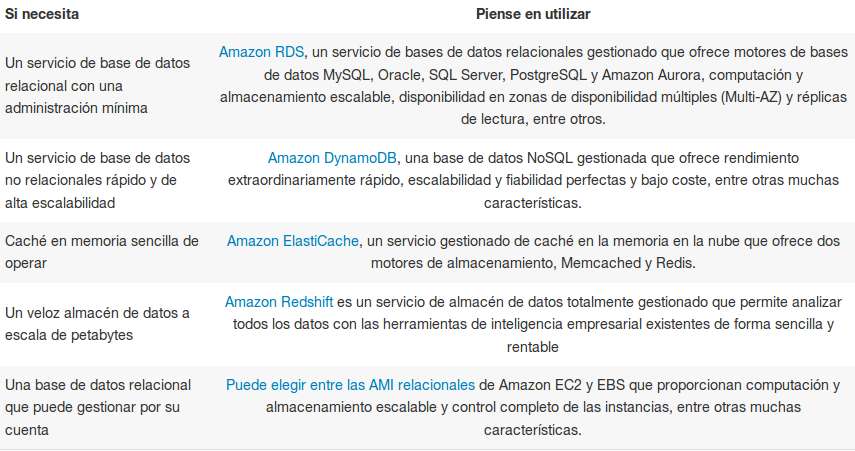 Si necesita
Piense en utilizar
Un servicio de base de datos
relacional con una
administración mínima
Amazon RDS, un servicio de bases de datos relacionales gestionado que ofrece motores de bases
de datos MySQL, Oracle, SQL Server, PostgreSQL y Amazon Aurora, computación y
almacenamiento escalable, disponibilidad en zonas de disponibilidad múltiples (Multi-AZ) y réplicas
de lectura, entre otros.
Un servicio de base de datos
no relacionales rápido y de
alta escalabilidad
Amazon DynamoDB, una base de datos NoSQL gestionada que ofrece rendimiento
extraordinariamente rápido, escalabilidad y fiabilidad perfectas y bajo coste, entre otras muchas
características.
Caché en memoria sencilla de
operar
Amazon ElastiCache, un servicio gestionado de caché en la memoria en la nube que ofrece dos
motores de almacenamiento, Memcached y Redis.
Un veloz almacén de datos a
escala de petabytes
Amazon Redshift es un servicio de almacén de datos totalmente gestionado que permite analizar
todos los datos con las herramientas de inteligencia empresarial existentes de forma sencilla y
rentable
Una base de datos relacional
que puede gestionar por su
cuenta
Puede elegir entre las AMI relacionales de Amazon EC2 y EBS que proporcionan computación y
almacenamiento escalable y control completo de las instancias, entre otras muchas
características.